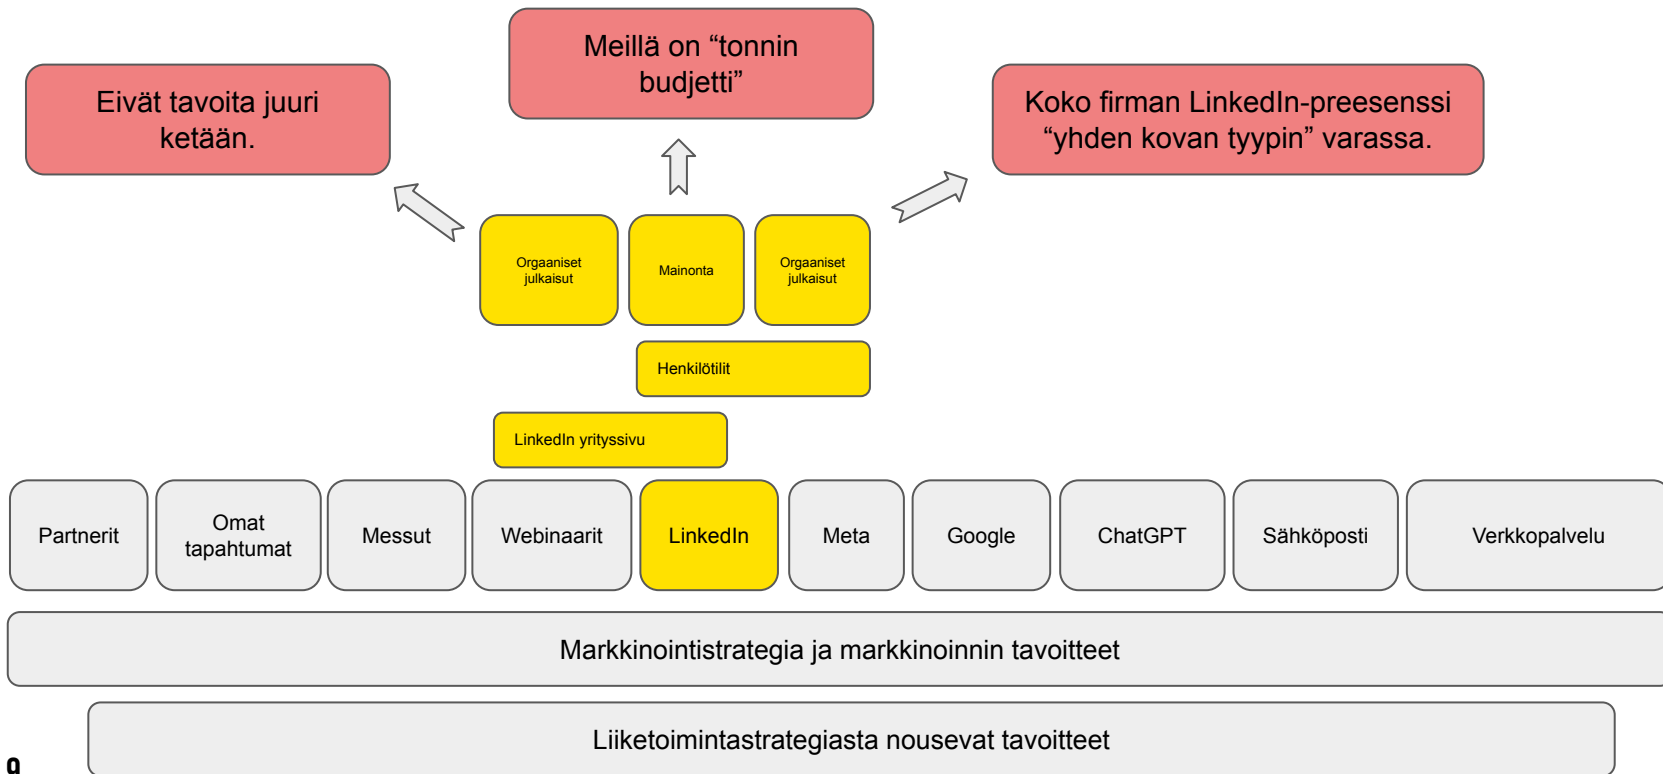 Meillä on “tonnin
budjetti”
Eivät tavoita juuri
ketään.
Koko firman LinkedIn-preesenssi
“yhden kovan tyypin” varassa.
Orgaaniset
julkaisut
Mainonta
Orgaaniset
julkaisut
Henkilötilit
LinkedIn yrityssivu
Partnerit
Omat
tapahtumat
Messut
Webinaarit
LinkedIn
Meta
Google
ChatGPT
Sähköposti
Verkkopalvelu
Markkinointistrategia ja markkinoinnin tavoitteet
Liiketoimintastrategiasta nousevat tavoitteet
9